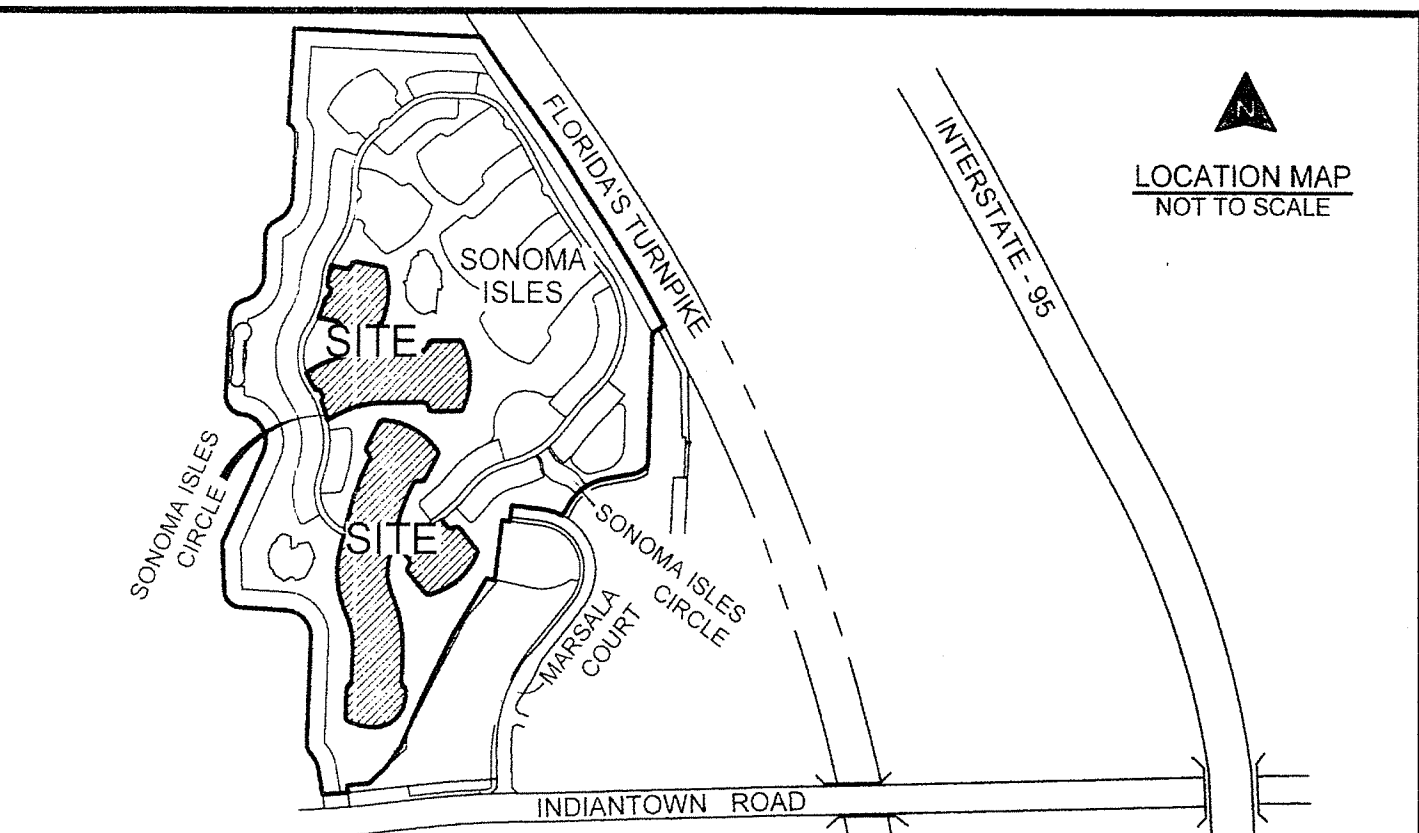 FLORIDA'S TURNPIKE
INTERSTATE - 95
N
LOCATION MAP
NOT TO SCALE
SONOMA
ISLES
SITE
SONOMA ISLES
CIRCLE
SITE
SONOMA ISLES
CIRCLE
MARSALA
COURT
INDIANTOWN ROAD